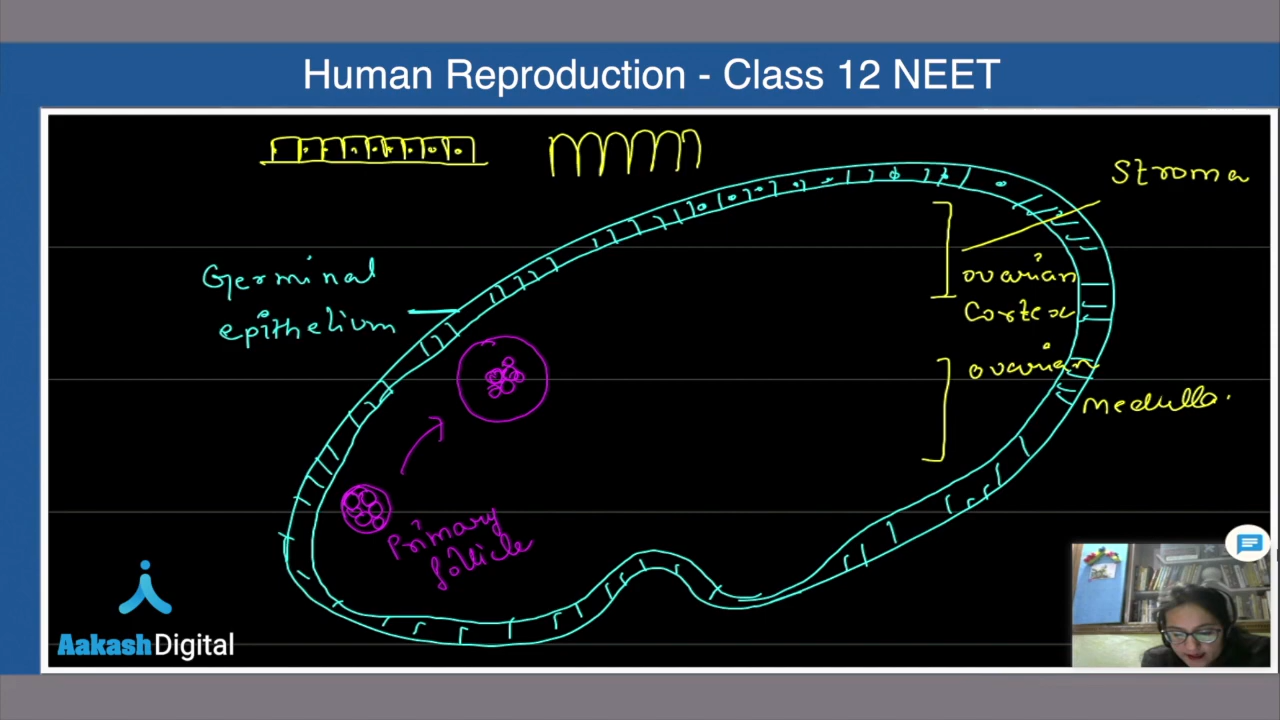 Human Reproduction - Class 12 NEET
Stroma
Germinal
epithelium
ovarian
Cortex
ovarian
medulla.
Primary
follicle
Aakash Digital